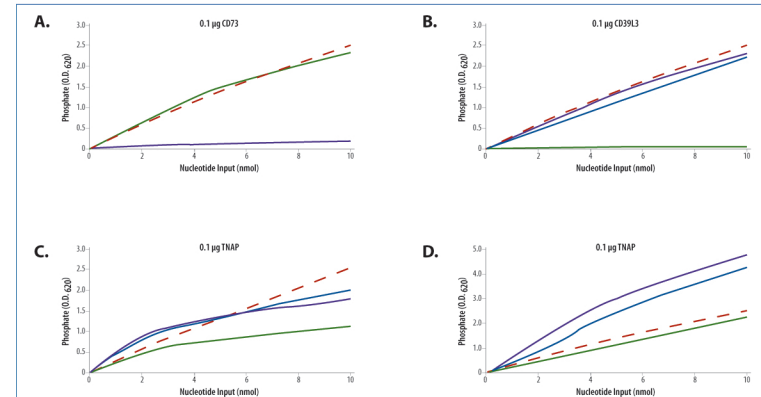 A.
0.1 µg CD73
3.0
2.5
2.0
1.5
1.0
0.5
0
Phosphate (O.D. 620)
0 2 4 6 8 10
Nucleotide Input (nmol)
B.
0.1 µg CD39L3
3.0
2.5
2.0
1.5
1.0
0.5
0
Phosphate (O.D. 620)
0 2 4 6 8 10
Nucleotide Input (nmol)
C.
0.1 µg TNAP
3.0
2.5
2.0
1.5
1.0
0.5
0
Phosphate (O.D. 620)
0 2 4 6 8 10
Nucleotide Input (nmol)
D.
0.1 µg TNAP
5.0
4.0
3.0
2.0
1.0
0
Phosphate (O.D. 620)
0 2 4 6 8 10
Nucleotide Input (nmol)